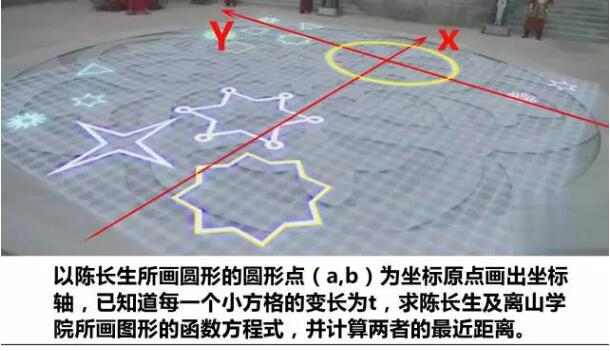 Y
X
以陈长生所画圆形的圆形点（a,b）为坐标原点画出坐标
轴，已知道每一个小方格的变长为t，求陈长生及离山学
院所画图形的函数方程式，并计算两者的最近距离。